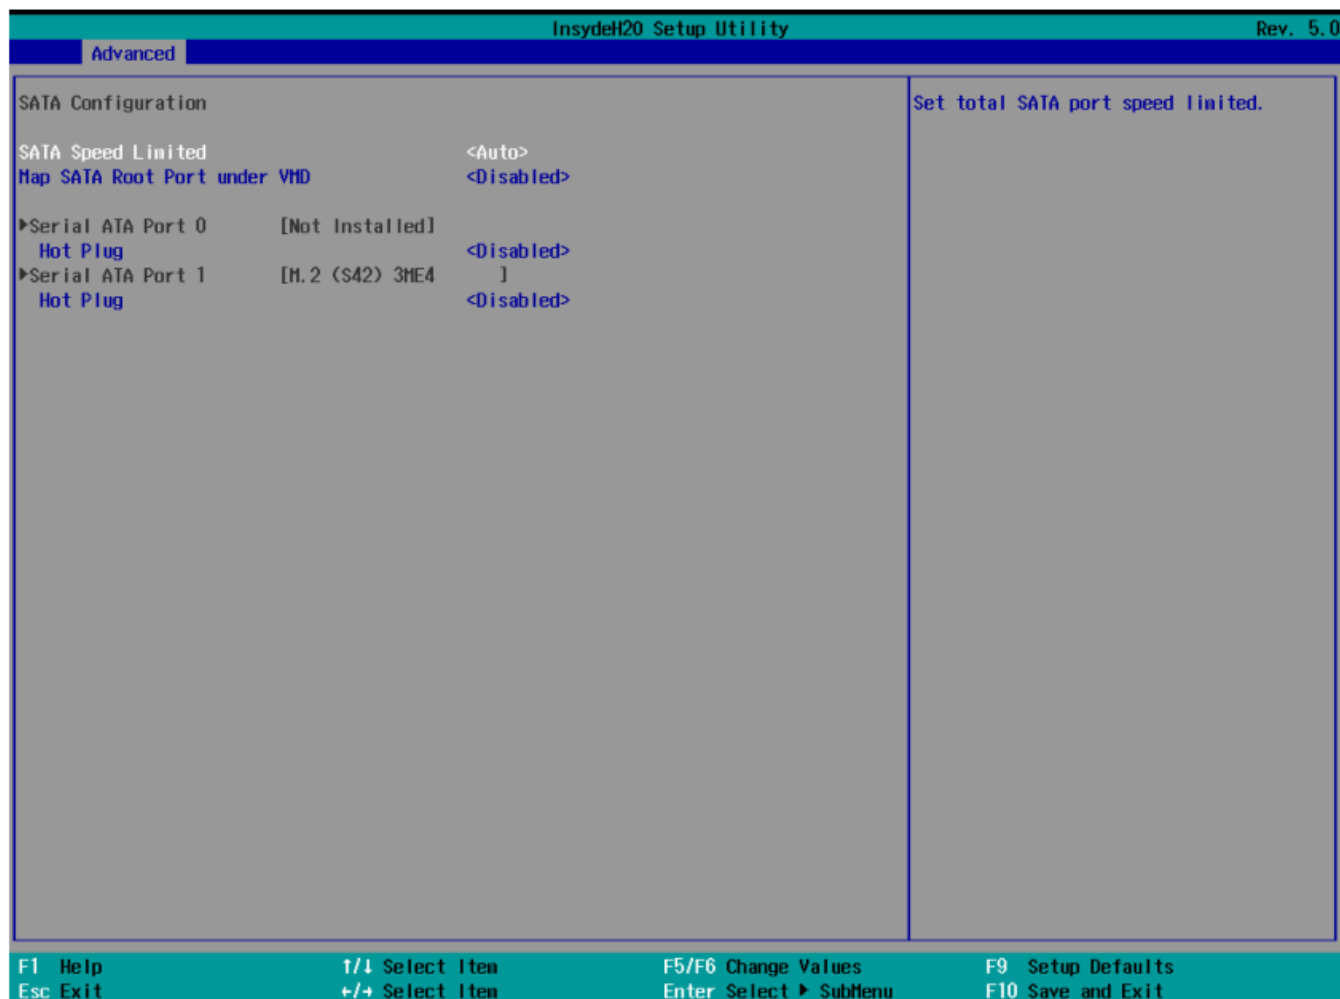 InsydeH20 Setup Utility Rev. 5.0
Advanced
SATA Configuration
Set total SATA port speed limited.
SATA Speed Limited <Auto>
Map SATA Root Port under VMD <Disabled>
▶Serial ATA Port 0 [Not Installed]
Hot Plug <Disabled>
▶Serial ATA Port 1 [M.2 (S42) 3ME4 ]
Hot Plug <Disabled>
F1 Help ↑/↓ Select Item F5/F6 Change Values F9 Setup Defaults
Esc Exit ←/→ Select Item Enter Select ▶ SubMenu F10 Save and Exit